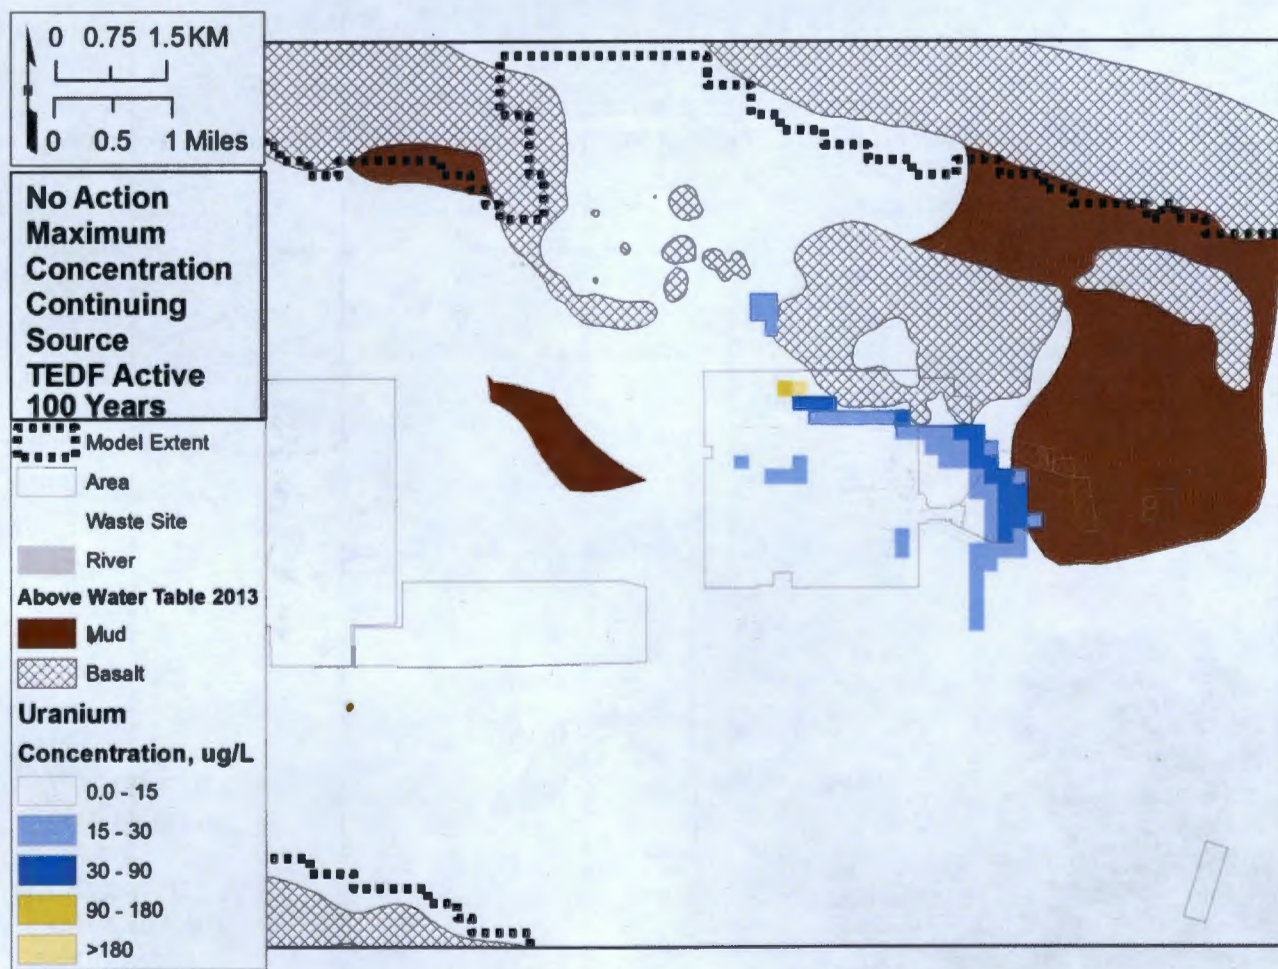 0 0.75 1.5KM
0 0.5 1 Miles
No Action
Maximum
Concentration
Continuing
Source
TEDF Active
100 Years
Model Extent
Area
Waste Site
River
Above Water Table 2013
Mud
Basalt
Uranium
Concentration, ug/L
0.0 - 15
15 - 30
30 - 90
90 - 180
>180